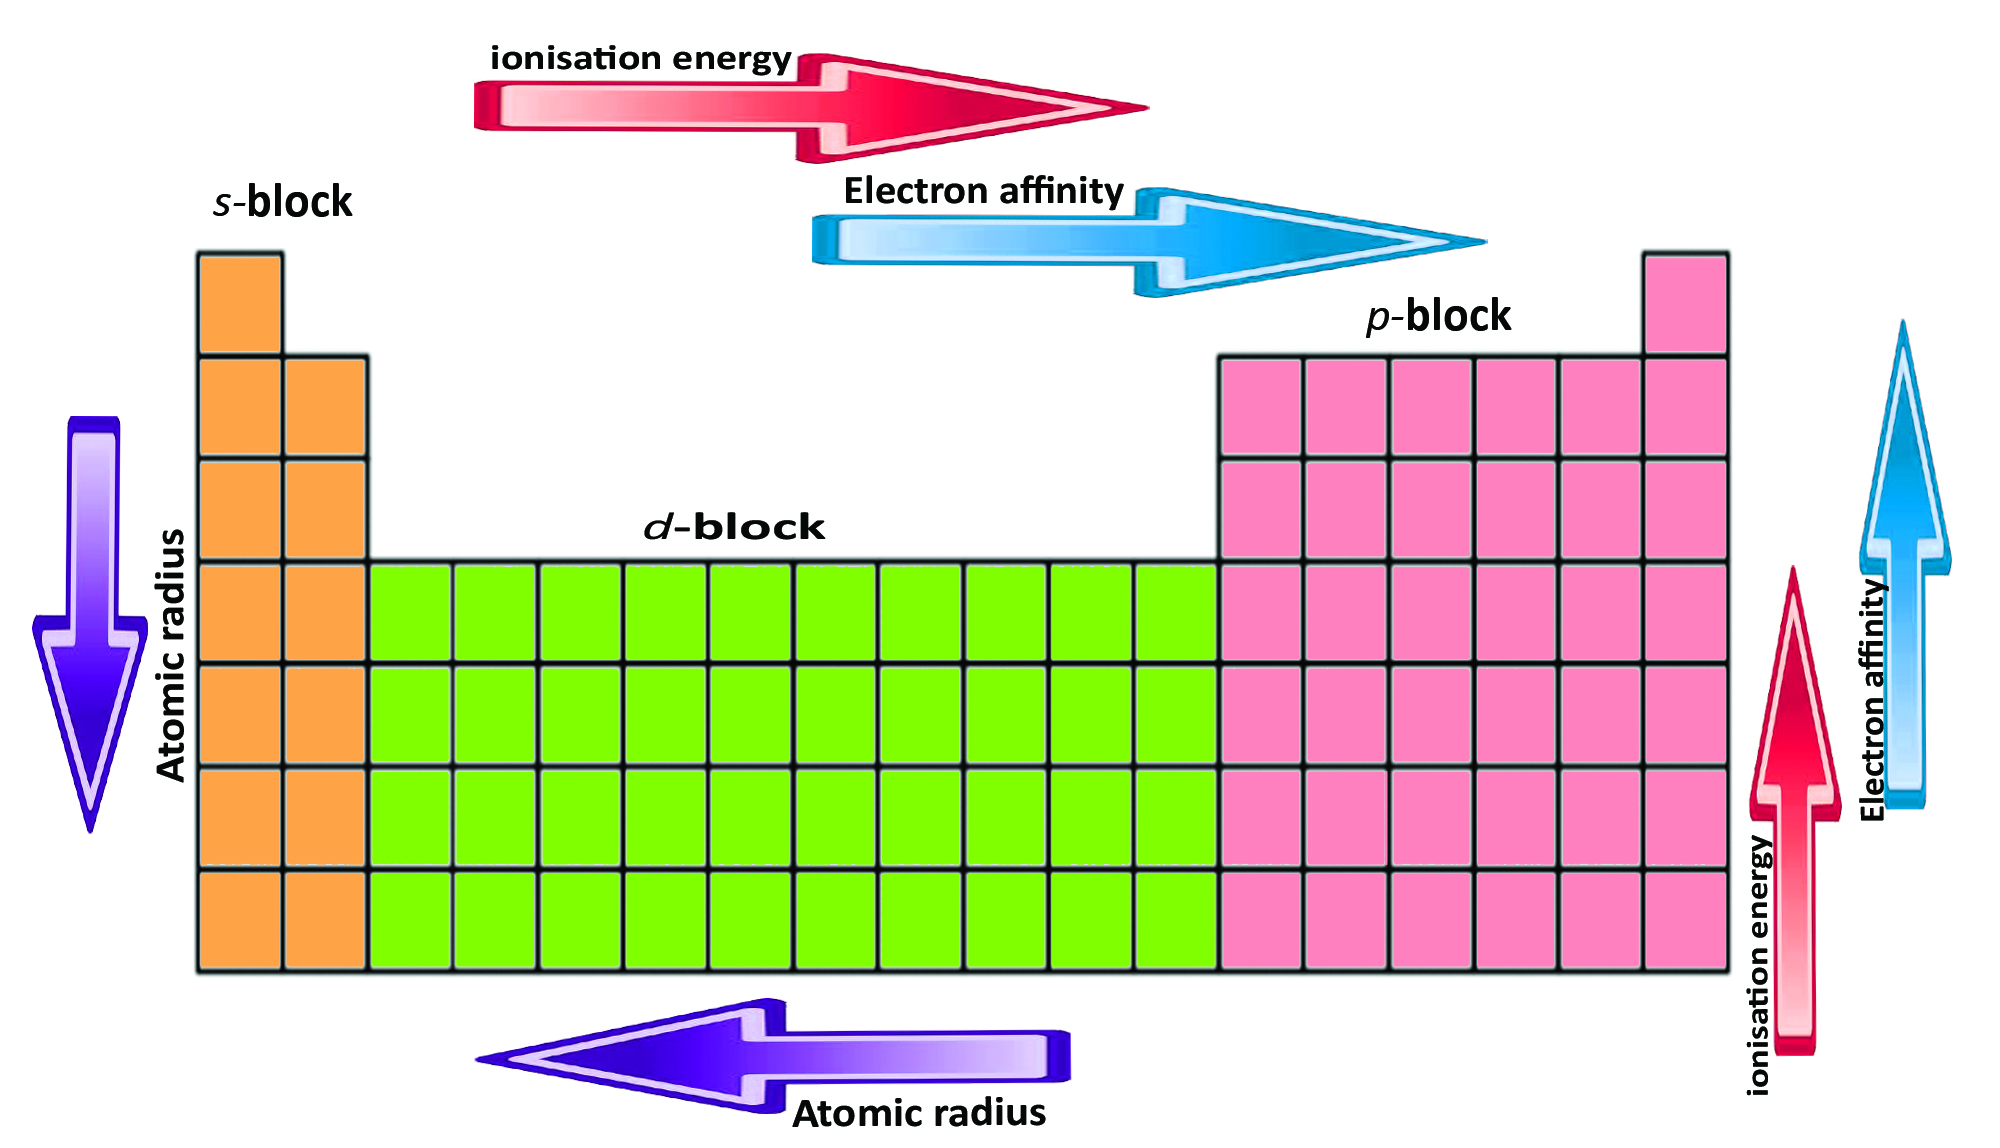 ionisation energy
Electron affinity
s-block
p-block
d-block
Atomic radius
Electron affinity
ionisation energy
Atomic radius